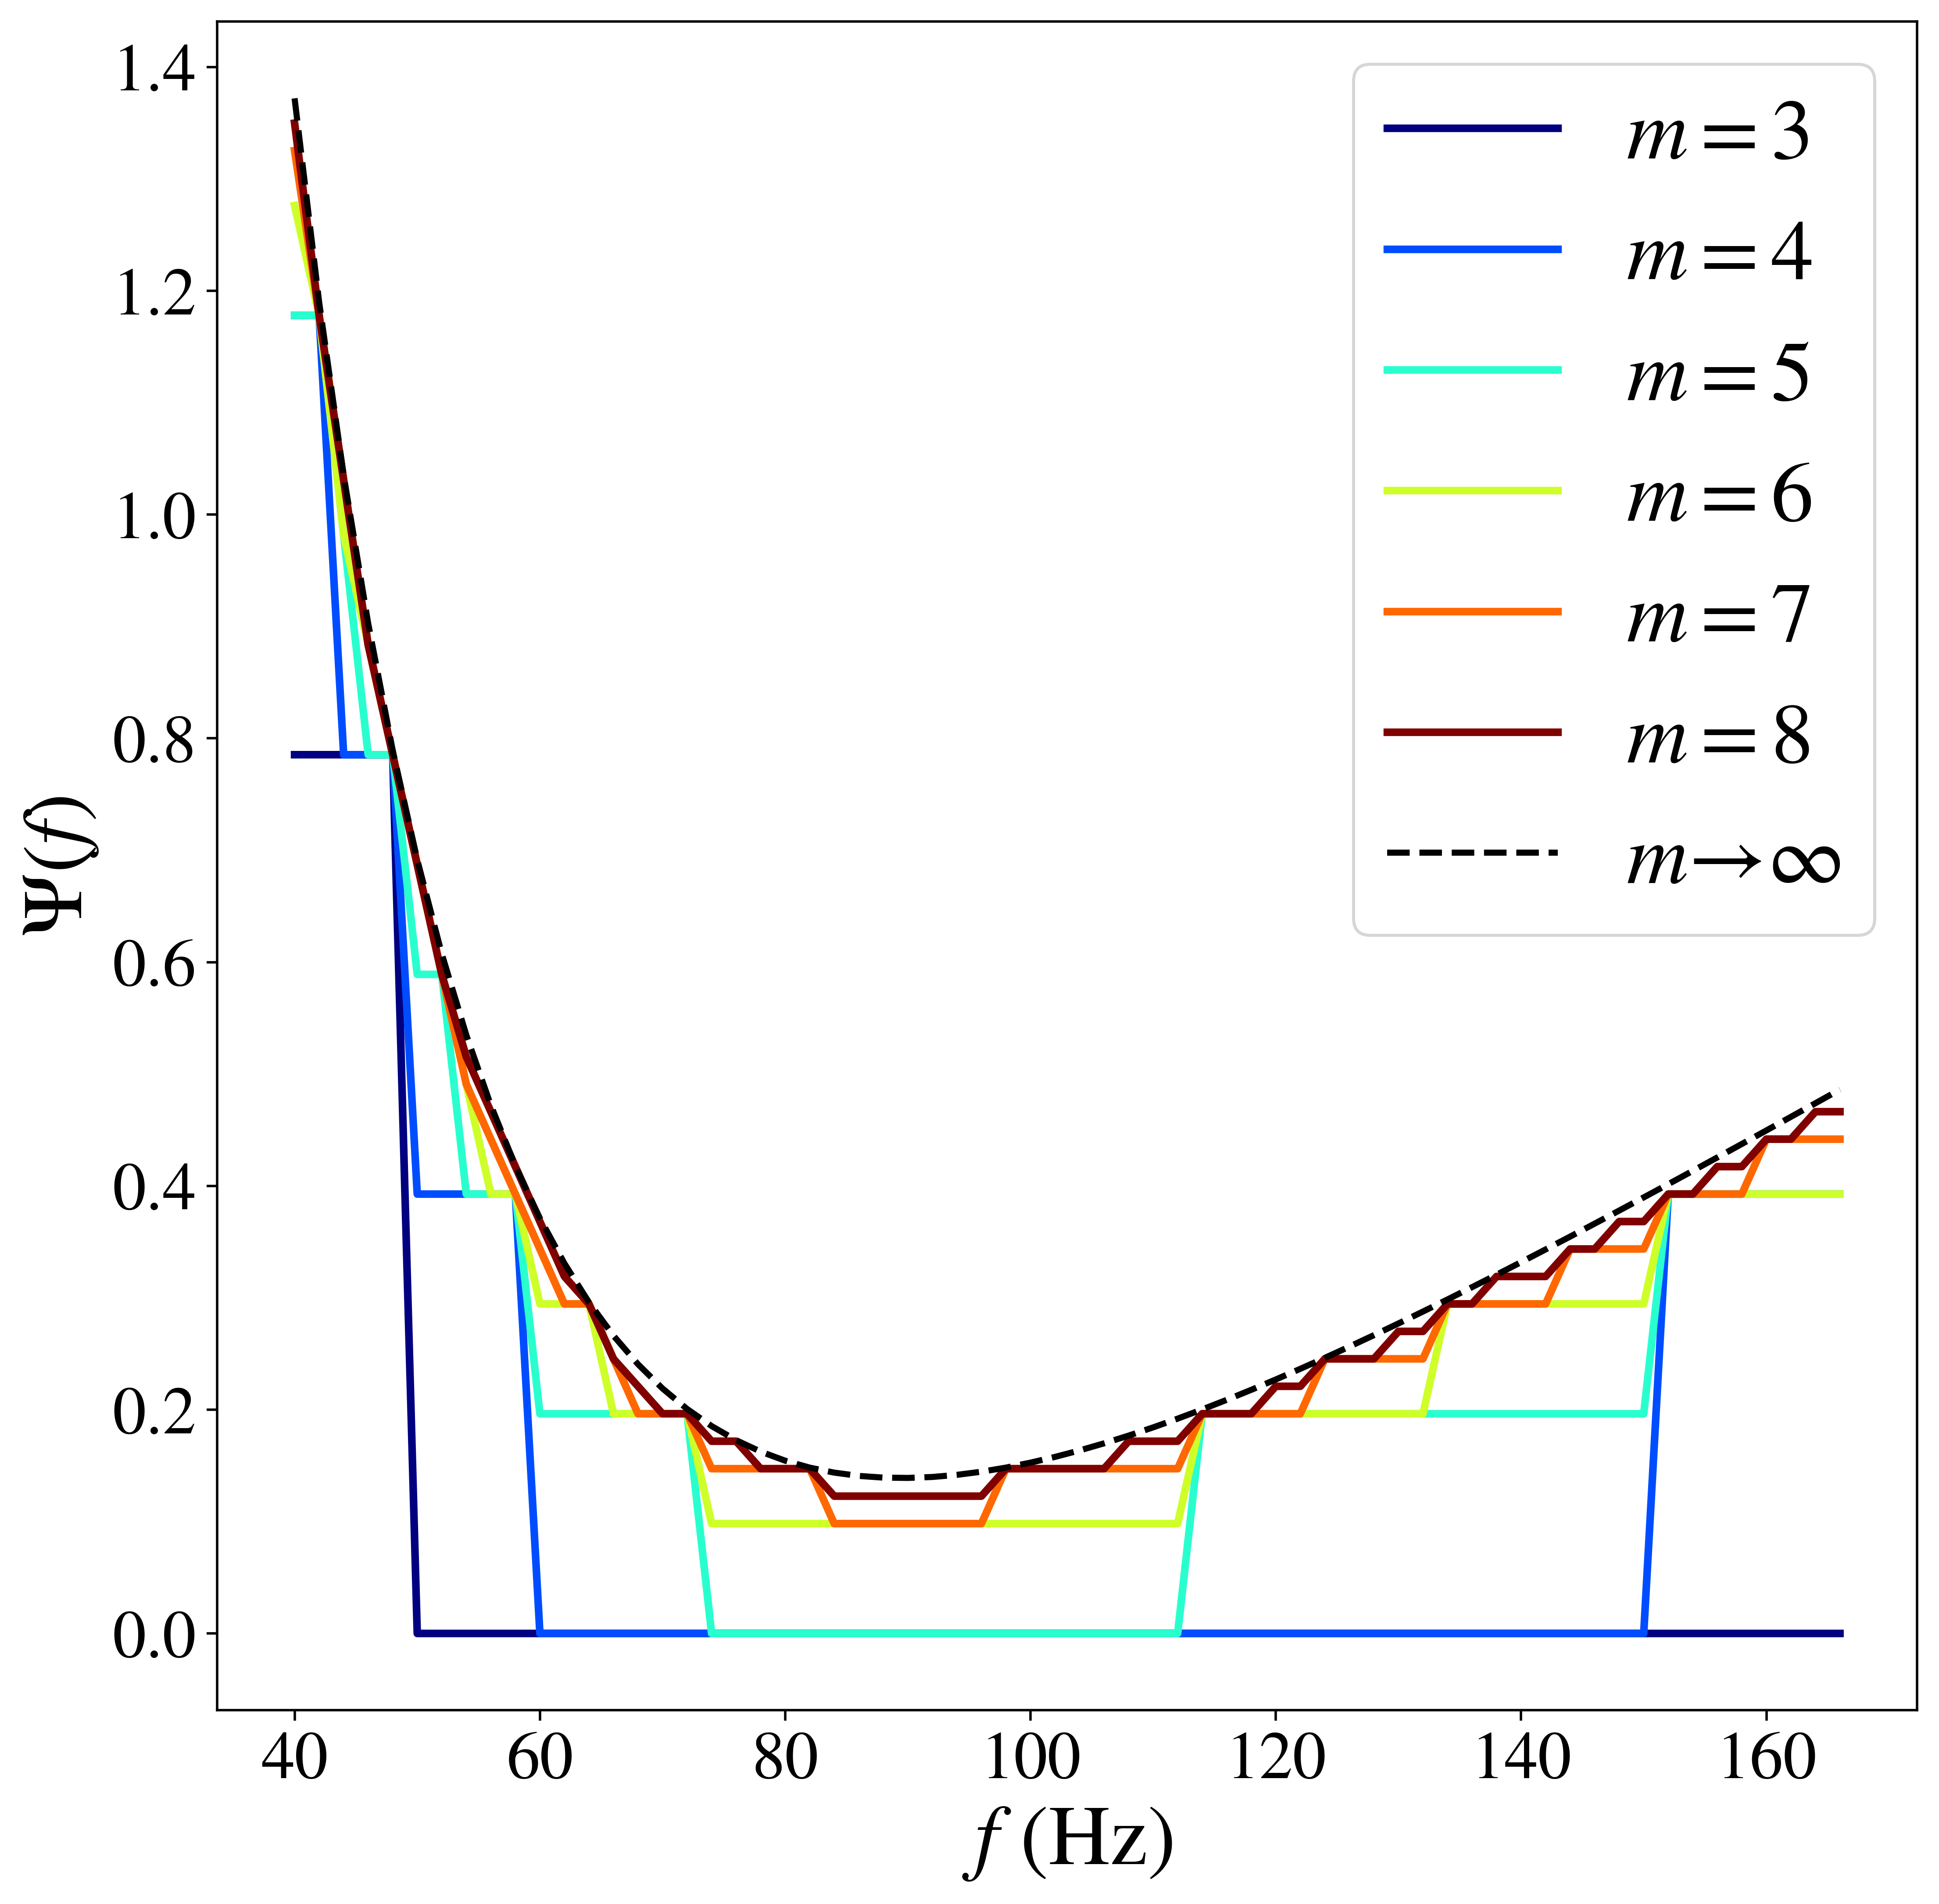 1.4
1.2
1.0
0.8
0.6
0.4
0.2
0.0
Ψ(f)
40 60 80 100 120 140 160
f (Hz)
m = 3
m = 4
m = 5
m = 6
m = 7
m = 8
m→∞